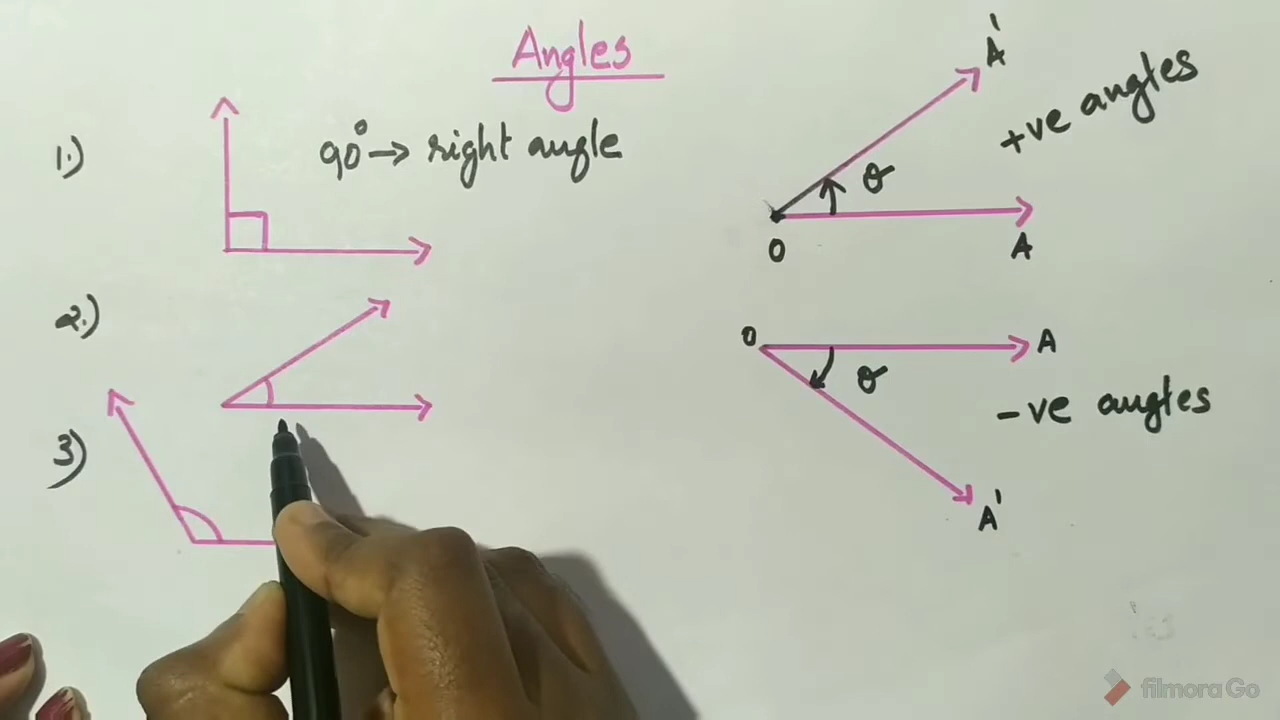 Angles
1.)
90° → right angle
2.)
3)
A'
+ve angles
θ
O
A
O
A
θ
-ve angles
A'
filmora Go